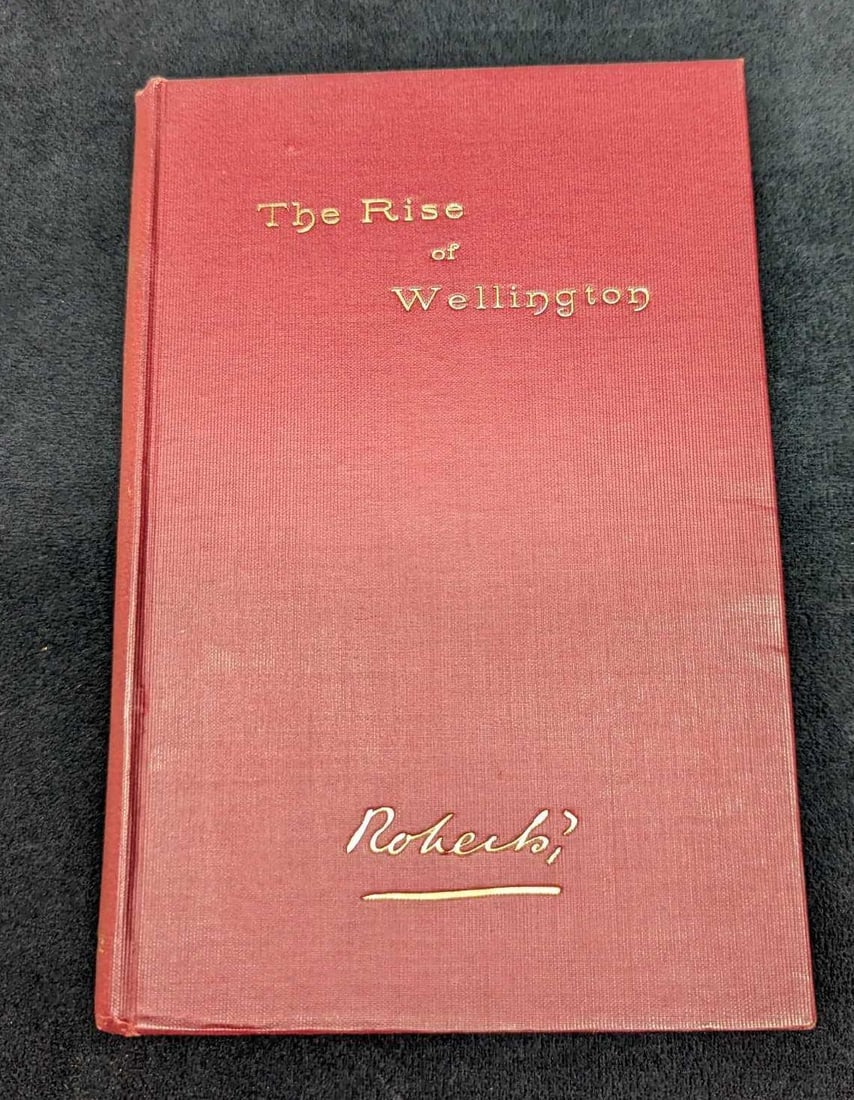 The Rise
of
Wellington
Roberts,